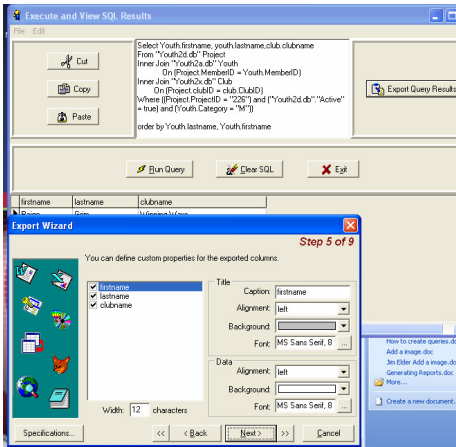 Execute and View SQL Results
File Edit
Cut
Copy
Paste
Select Youth.firstname, youth.lastname,club.clubname
From "Youth2d.db" Project
Inner Join "Youth2a.db" Youth
On (Project.MemberID = Youth.MemberID)
Inner Join "Youth2x.db" Club
On (Project.clubID = club.ClubID)
Where ((Project.ProjectID = "226") and ("Youth2d.db"."Active"
= true) and (Youth.Category = "M"))
order by Youth.lastname, Youth.firstname
Export Query Results
Run Query
Clear SQL
Exit
firstname lastname clubname
Export Wizard
Step 5 of 9
You can define custom properties for the exported columns.
firstname
lastname
clubname
Width: 12 characters
Title
Caption: firstname
Alignment: left
Background:
Font: MS Sans Serif, 8 ...
Data
Alignment: left
Background:
Font: MS Sans Serif, 8 ...
Specifications...
<< < Back Next > >> Cancel
How to create queries.do
Add a image.doc
Jim Elder Add a image.d
Generating Reports.doc
More...
Create a new document.